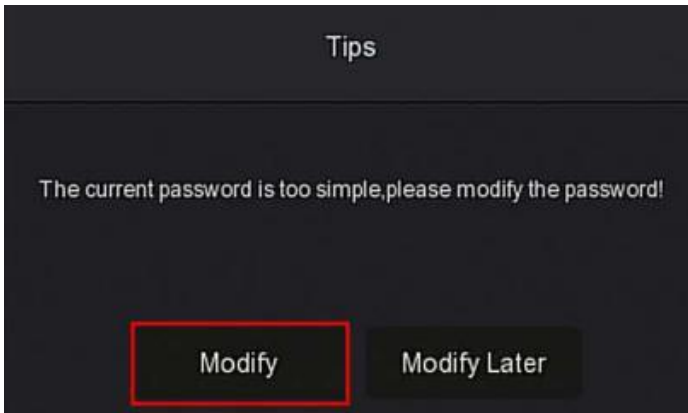 Tips
The current password is too simple,please modify the password!
Modify
Modify Later